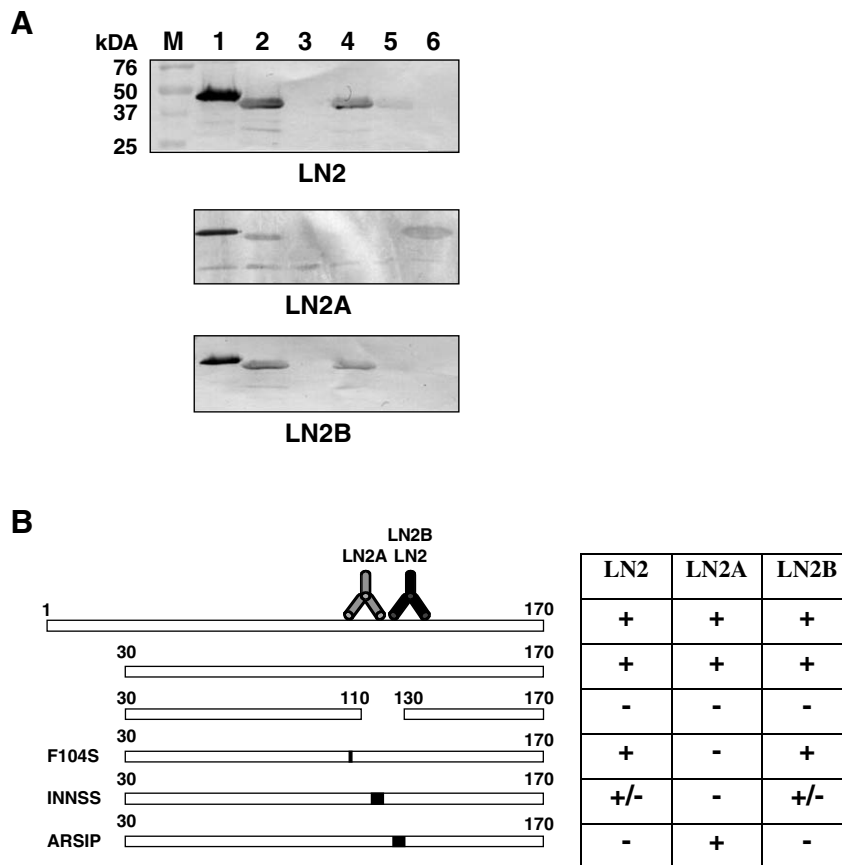 A
kDA M 1 2 3 4 5 6
76
50
37
25
LN2
LN2A
LN2B
B
LN2B
LN2A LN2
LN2 LN2A LN2B
1 170
+ + +
30 170
+ + +
30 110 130 170
- - -
30 170
F104S
+ - +
30 170
INNSS
+/- - +/-
30 170
ARSIP
- + -